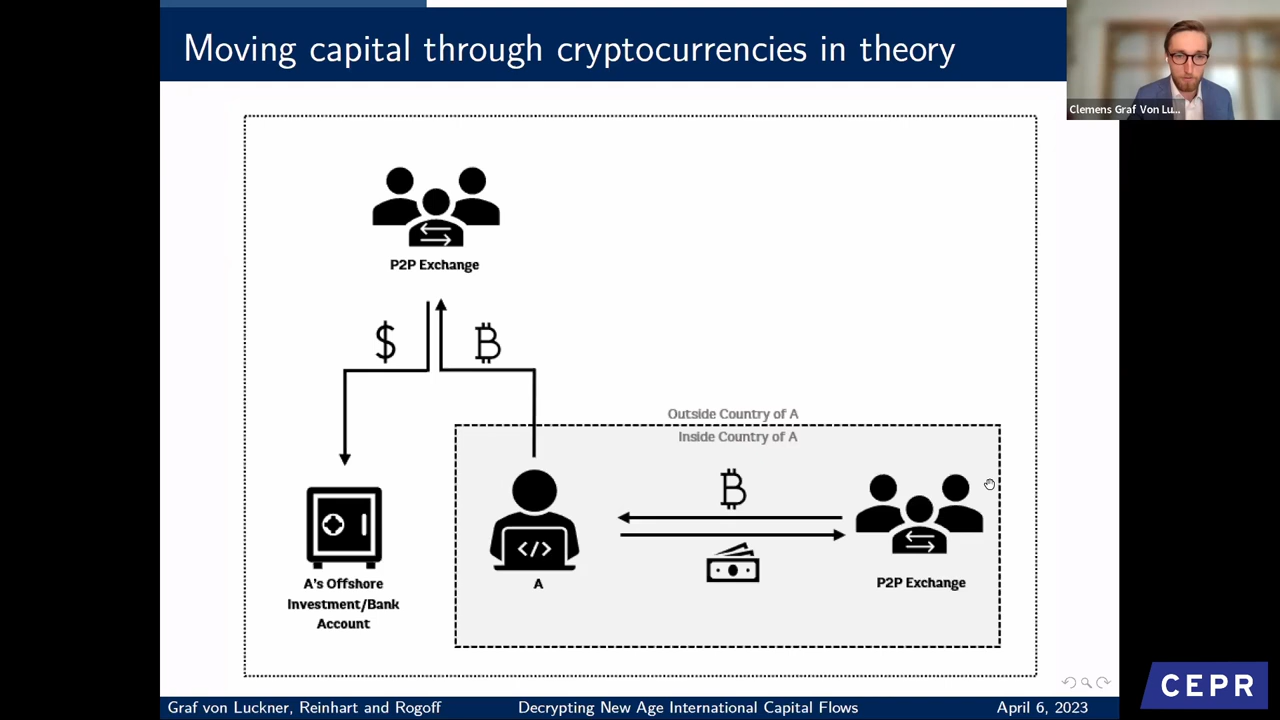 Moving capital through cryptocurrencies in theory
Clemens Graf Von Lu...
P2P Exchange
$
Outside Country of A
Inside Country of A
</>
A's Offshore
Investment/Bank
Account
A
P2P Exchange
CEPR
Graf von Luckner, Reinhart and Rogoff
Decrypting New Age International Capital Flows
April 6, 2023